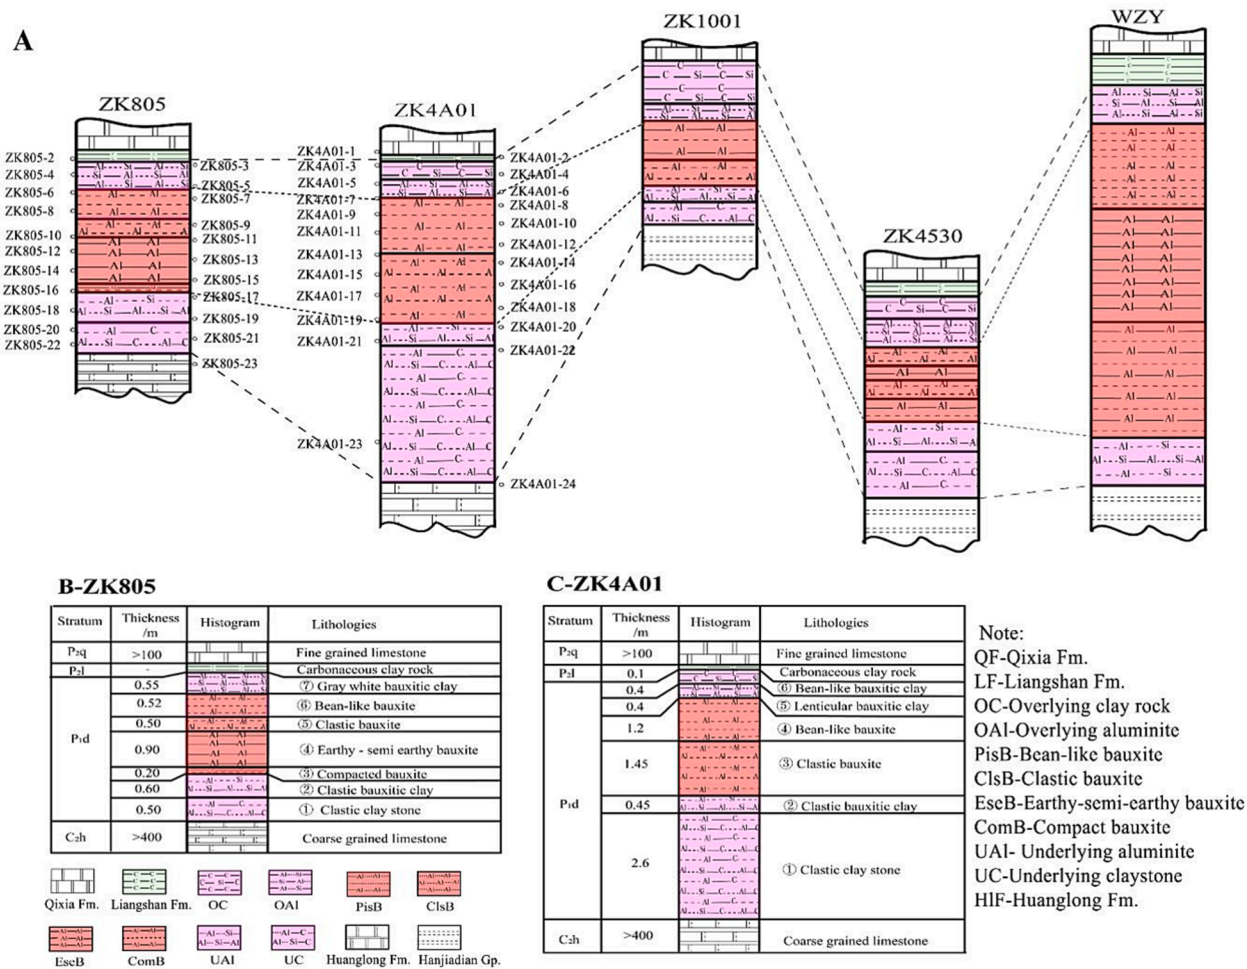 A
ZK805
ZK4A01
ZK1001
ZK4530
WZY
ZK805-2
ZK805-4
ZK805-6
ZK805-8
ZK805-10
ZK805-12
ZK805-14
ZK805-16
ZK805-18
ZK805-20
ZK805-22
ZK805-3
ZK805-5
ZK805-7
ZK805-9
ZK805-11
ZK805-13
ZK805-15
ZK805-17
ZK805-19
ZK805-21
ZK805-23
ZK4A01-1
ZK4A01-3
ZK4A01-5
ZK4A01-7
ZK4A01-9
ZK4A01-11
ZK4A01-13
ZK4A01-15
ZK4A01-17
ZK4A01-19
ZK4A01-21
ZK4A01-23
ZK4A01-2
ZK4A01-4
ZK4A01-6
ZK4A01-8
ZK4A01-10
ZK4A01-12
ZK4A01-14
ZK4A01-16
ZK4A01-18
ZK4A01-20
ZK4A01-22
ZK4A01-24
B-ZK805
Stratum Thickness /m Histogram Lithologies
P₂q >100 Fine grained limestone
P₂l - Carbonaceous clay rock
P₁d
0.55 ⑦ Gray white bauxitic clay
0.52 ⑥ Bean-like bauxite
0.50 ⑤ Clastic bauxite
0.90 ④ Earthy - semi earthy bauxite
0.20 ③ Compacted bauxite
0.60 ② Clastic bauxitic clay
0.50 ① Clastic clay stone
C₂h >400 Coarse grained limestone
C-ZK4A01
Stratum Thickness /m Histogram Lithologies
P₂q >100 Fine grained limestone
P₂l 0.1 Carbonaceous clay rock
P₁d
0.4 ⑥ Bean-like bauxitic clay
0.4 ⑤ Lenticular bauxitic clay
1.2 ④ Bean-like bauxite
1.45 ③ Clastic bauxite
0.45 ② Clastic bauxitic clay
2.6 ① Clastic clay stone
C₂h >400 Coarse grained limestone
Note:
QF-Qixia Fm.
LF-Liangshan Fm.
OC-Overlying clay rock
OAl-Overlying aluminite
PisB-Bean-like bauxite
ClsB-Clastic bauxite
EseB-Earthy-semi-earthy bauxite
ComB-Compact bauxite
UAl- Underlying aluminite
UC-Underlying claystone
HlF-Huanglong Fm.
Qixia Fm. Liangshan Fm. OC OAl PisB ClsB
EseB ComB UAl UC Huanglong Fm. Hanjiadian Gp.